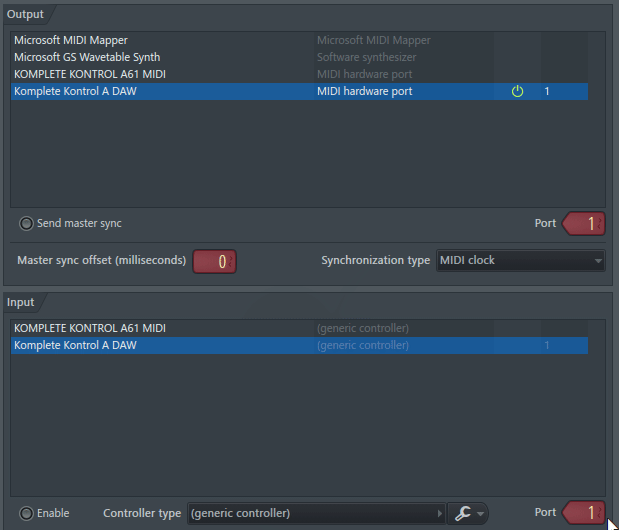 Output
Microsoft MIDI Mapper Microsoft MIDI Mapper
Microsoft GS Wavetable Synth Software synthesizer
KOMPLETE KONTROL A61 MIDI MIDI hardware port
Komplete Kontrol A DAW MIDI hardware port 1
Send master sync Port 1
Master sync offset (milliseconds) 0 Synchronization type MIDI clock
Input
KOMPLETE KONTROL A61 MIDI (generic controller)
Komplete Kontrol A DAW (generic controller) 1
Enable Controller type (generic controller) Port 1